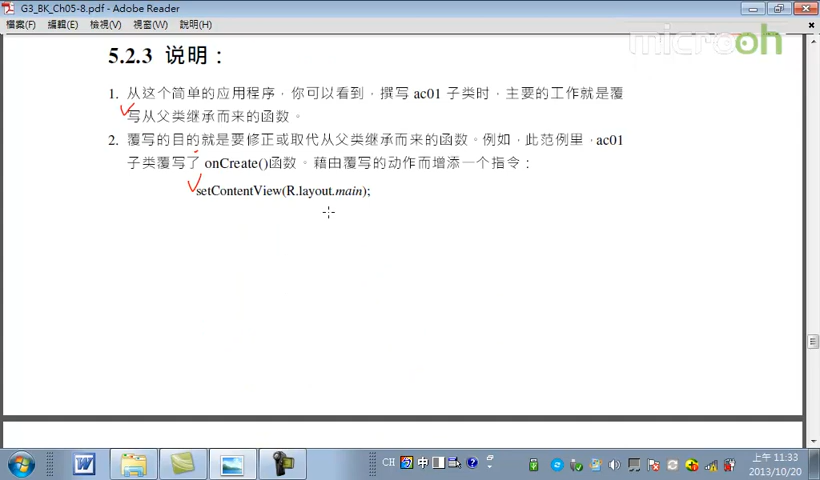 G3_BK_Ch05-8.pdf - Adobe Reader
檔案(F) 編輯(E) 檢視(V) 視窗(W) 說明(H)
microoh
5.2.3 说明：
1. 从这个简单的应用程序，你可以看到，撰写 ac01 子类时，主要的工作就是覆
写从父类继承而来的函数。
2. 覆写的目的就是要修正或取代从父类继承而来的函数。例如，此范例里，ac01
子类覆写了 onCreate()函数。藉由覆写的动作而增添一个指令：
setContentView(R.layout.main);
CH 中
上午 11:33
2013/10/20